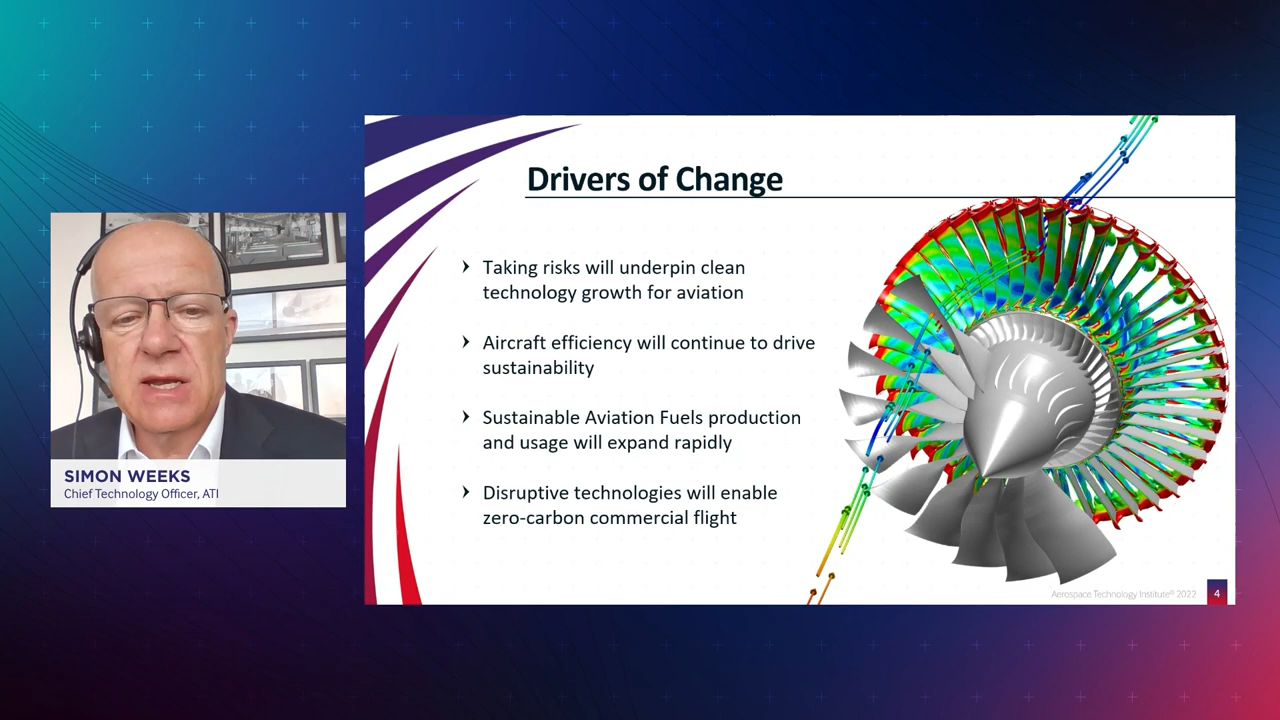 SIMON WEEKS
Chief Technology Officer, ATI
Drivers of Change
Taking risks will underpin clean
technology growth for aviation
Aircraft efficiency will continue to drive
sustainability
Sustainable Aviation Fuels production
and usage will expand rapidly
Disruptive technologies will enable
zero-carbon commercial flight
Aerospace Technology Institute® 2022
4